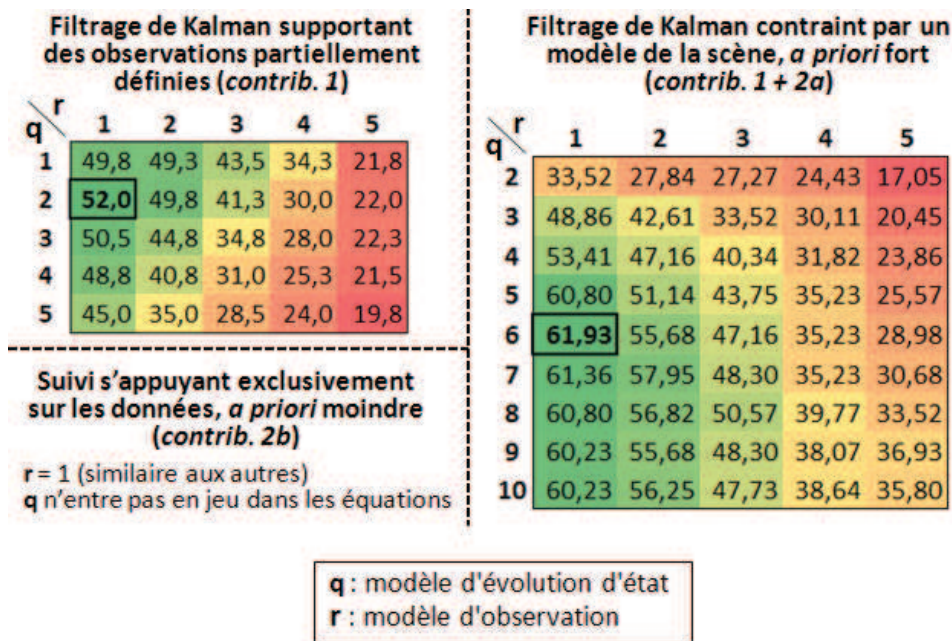 Filtrage de Kalman supportant
des observations partiellement
définies (contrib. 1)
r
q 1 2 3 4 5
1 49,8 49,3 43,5 34,3 21,8
2 52,0 49,8 41,3 30,0 22,0
3 50,5 44,8 34,8 28,0 22,3
4 48,8 40,8 31,0 25,3 21,5
5 45,0 35,0 28,5 24,0 19,8
Suivi s'appuyant exclusivement
sur les données, a priori moindre
(contrib. 2b)
r = 1 (similaire aux autres)
q n'entre pas en jeu dans les équations
Filtrage de Kalman contraint par un
modèle de la scène, a priori fort
(contrib. 1 + 2a)
r
q 1 2 3 4 5
2 33,52 27,84 27,27 24,43 17,05
3 48,86 42,61 33,52 30,11 20,45
4 53,41 47,16 40,34 31,82 23,86
5 60,80 51,14 43,75 35,23 25,57
6 61,93 55,68 47,16 35,23 28,98
7 61,36 57,95 48,30 35,23 30,68
8 60,80 56,82 50,57 39,77 33,52
9 60,23 55,68 48,30 38,07 36,93
10 60,23 56,25 47,73 38,64 35,80
q : modèle d'évolution d'état
r : modèle d'observation